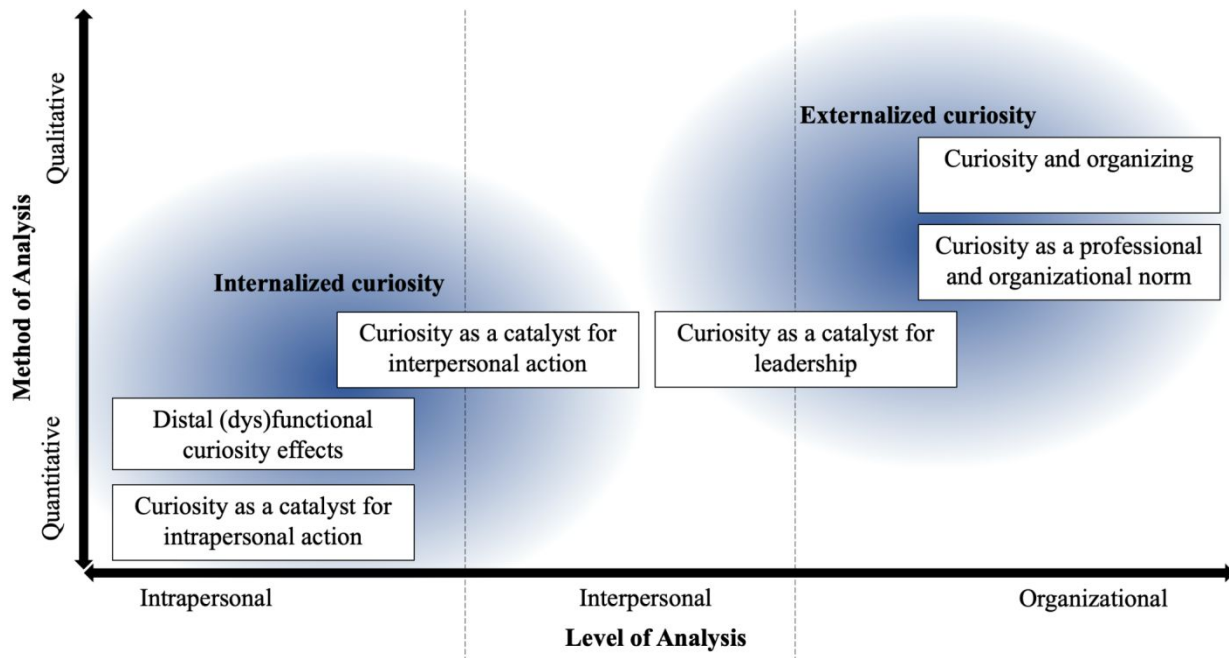 Method of Analysis
Qualitative
Quantitative
Externalized curiosity
Curiosity and organizing
Curiosity as a professional
and organizational norm
Internalized curiosity
Curiosity as a catalyst for
interpersonal action
Curiosity as a catalyst for
leadership
Distal (dys)functional
curiosity effects
Curiosity as a catalyst for
intrapersonal action
Intrapersonal
Interpersonal
Organizational
Level of Analysis